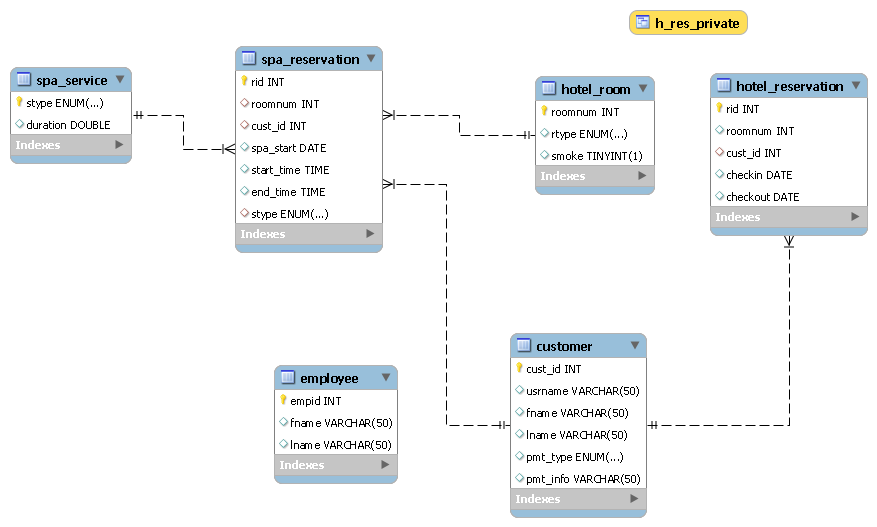 h_res_private
spa_service
stype ENUM(...)
duration DOUBLE
Indexes
spa_reservation
rid INT
roomnum INT
cust_id INT
spa_start DATE
start_time TIME
end_time TIME
stype ENUM(...)
Indexes
hotel_room
roomnum INT
rtype ENUM(...)
smoke TINYINT(1)
Indexes
hotel_reservation
rid INT
roomnum INT
cust_id INT
checkin DATE
checkout DATE
Indexes
employee
empid INT
fname VARCHAR(50)
lname VARCHAR(50)
Indexes
customer
cust_id INT
usrname VARCHAR(50)
fname VARCHAR(50)
lname VARCHAR(50)
pmt_type ENUM(...)
pmt_info VARCHAR(50)
Indexes